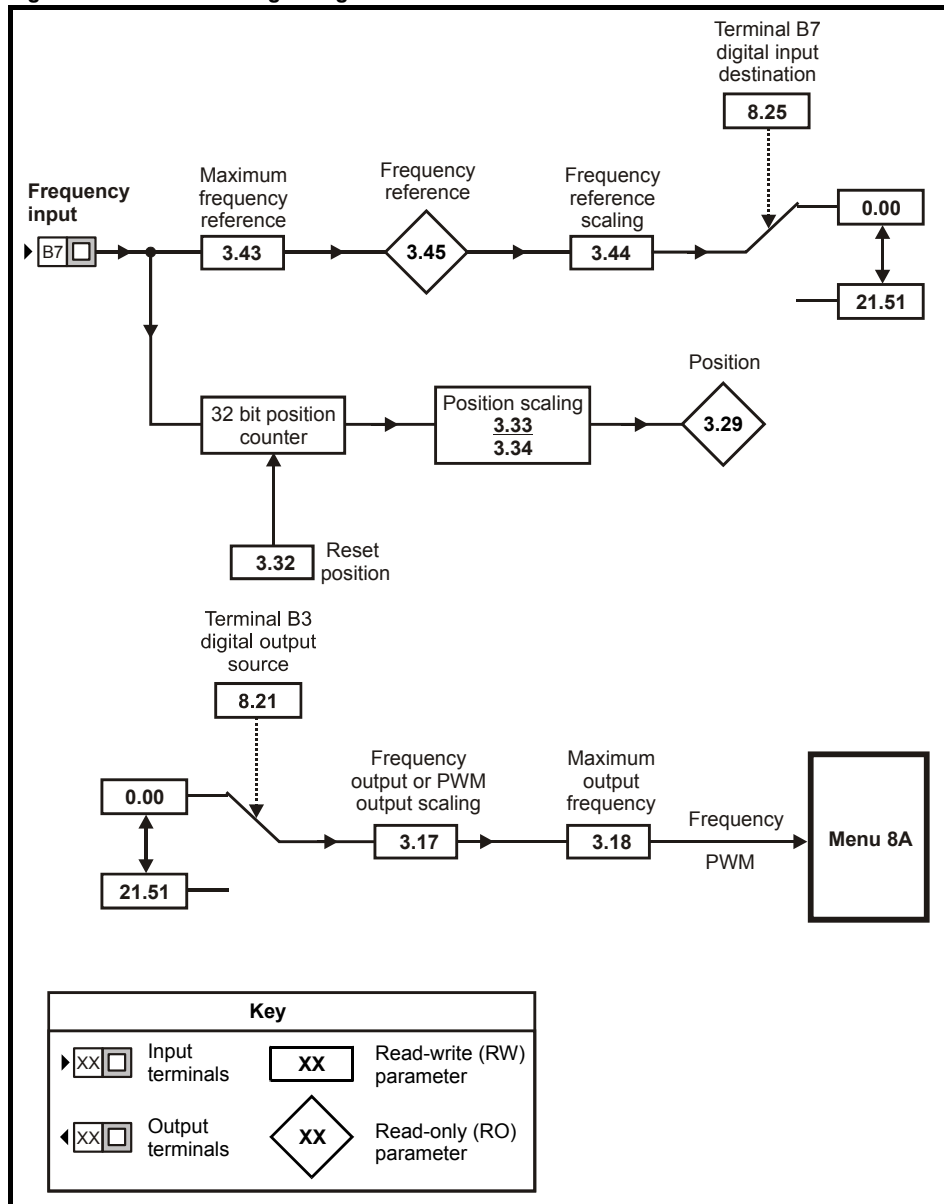 Terminal B7
digital input
destination
8.25
Frequency
input
B7
Maximum
frequency
reference
3.43
Frequency
reference
3.45
Frequency
reference
scaling
3.44
0.00
21.51
32 bit position
counter
Position scaling
3.33
3.34
Position
3.29
3.32
Reset
position
Terminal B3
digital output
source
8.21
0.00
21.51
Frequency
output or PWM
output scaling
3.17
Maximum
output
frequency
3.18
Frequency
PWM
Menu 8A
Key
XX
Input
terminals
XX
Read-write (RW)
parameter
XX
Output
terminals
XX
Read-only (RO)
parameter